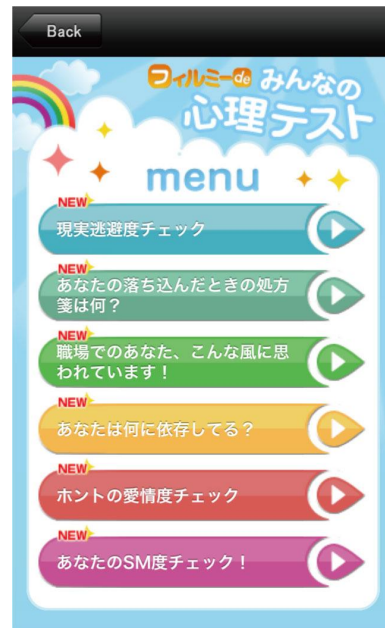 Back
フィルミーde みんなの
心理テスト
menu
NEW
現実逃避度チェック
NEW
あなたの落ち込んだときの処方
箋は何？
NEW
職場でのあなた、こんな風に思
われています！
NEW
あなたは何に依存してる？
NEW
ホントの愛情度チェック
NEW
あなたのSM度チェック！